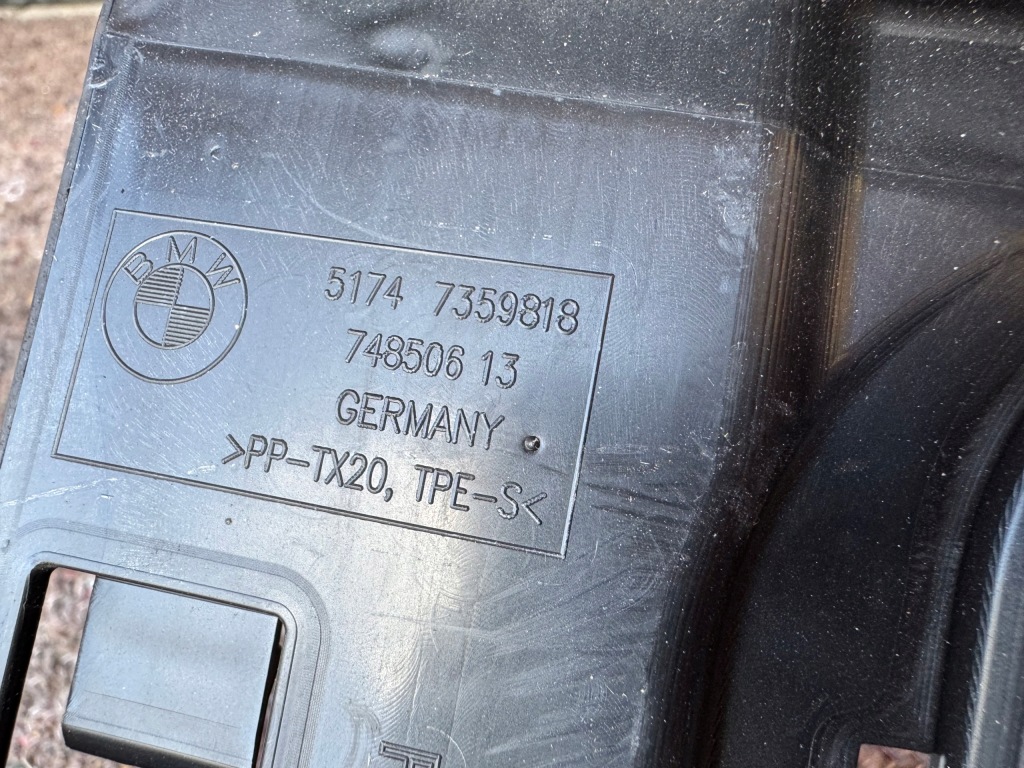 BMW
5174 7359818
748506 13
GERMANY
>PP-TX20, TPE-S<